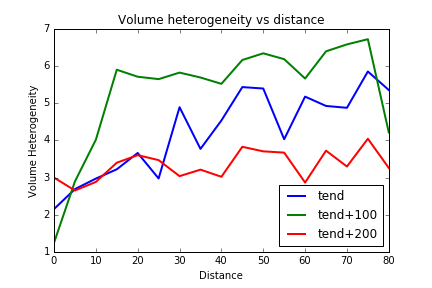 Volume heterogeneity vs distance
Volume Heterogeneity
7
6
5
4
3
2
1
0
10
20
30
40
50
60
70
80
Distance
tend
tend+100
tend+200